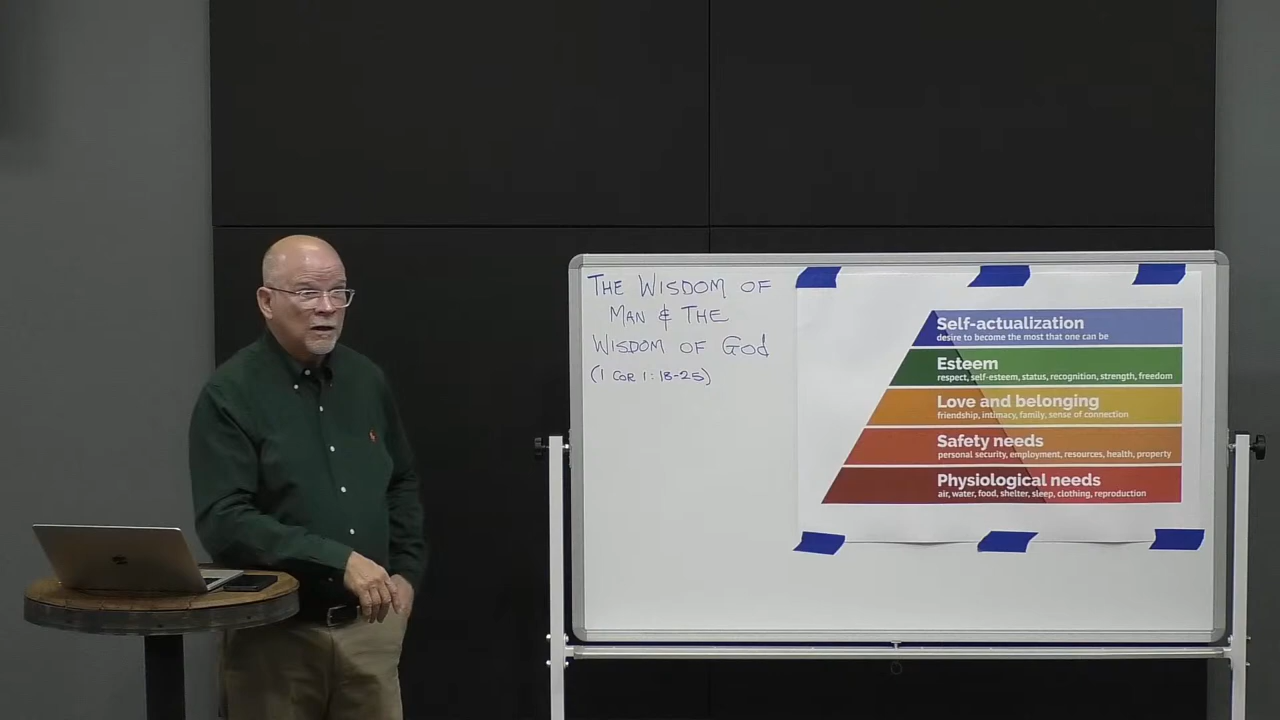 The Wisdom of
Man & The
Wisdom of God
(1 Cor 1:18-25)
Self-actualization
desire to become the most that one can be
Esteem
respect, self-esteem, status, recognition, strength, freedom
Love and belonging
friendship, intimacy, family, sense of connection
Safety needs
personal security, employment, resources, health, property
Physiological needs
air, water, food, shelter, sleep, clothing, reproduction